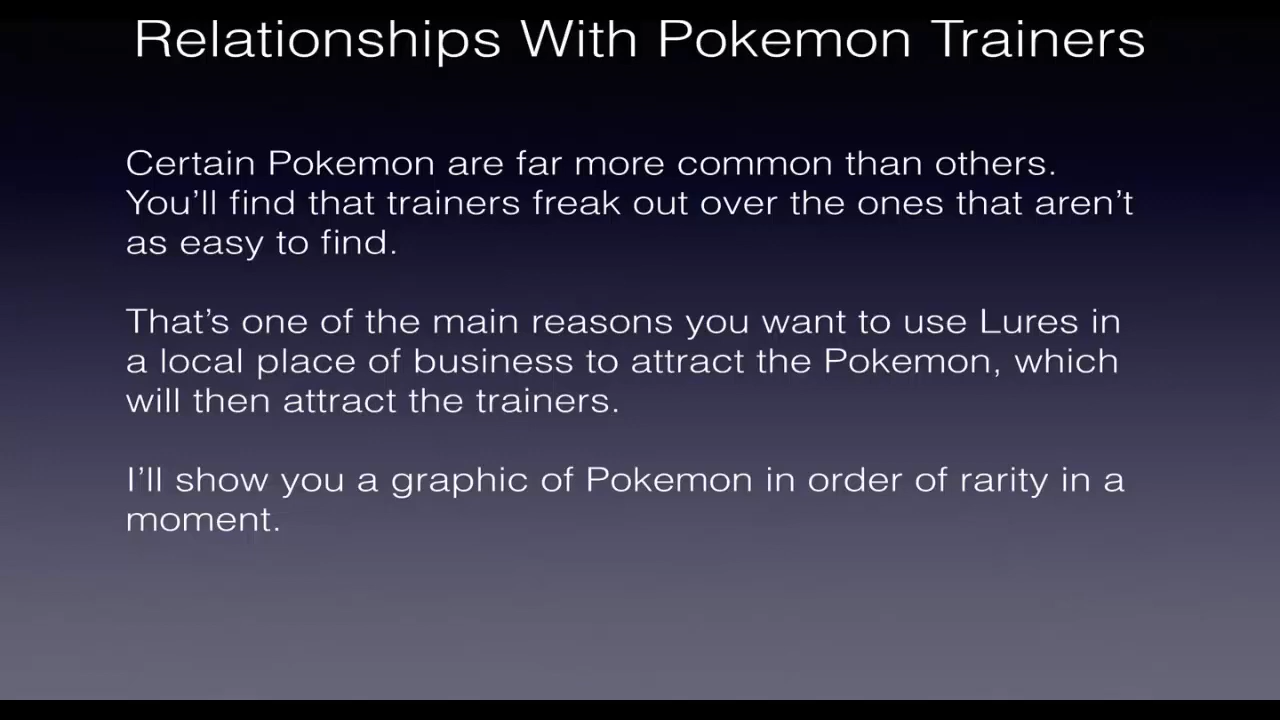 Relationships With Pokemon Trainers
Certain Pokemon are far more common than others.
You’ll find that trainers freak out over the ones that aren’t
as easy to find.
That’s one of the main reasons you want to use Lures in
a local place of business to attract the Pokemon, which
will then attract the trainers.
I’ll show you a graphic of Pokemon in order of rarity in a
moment.